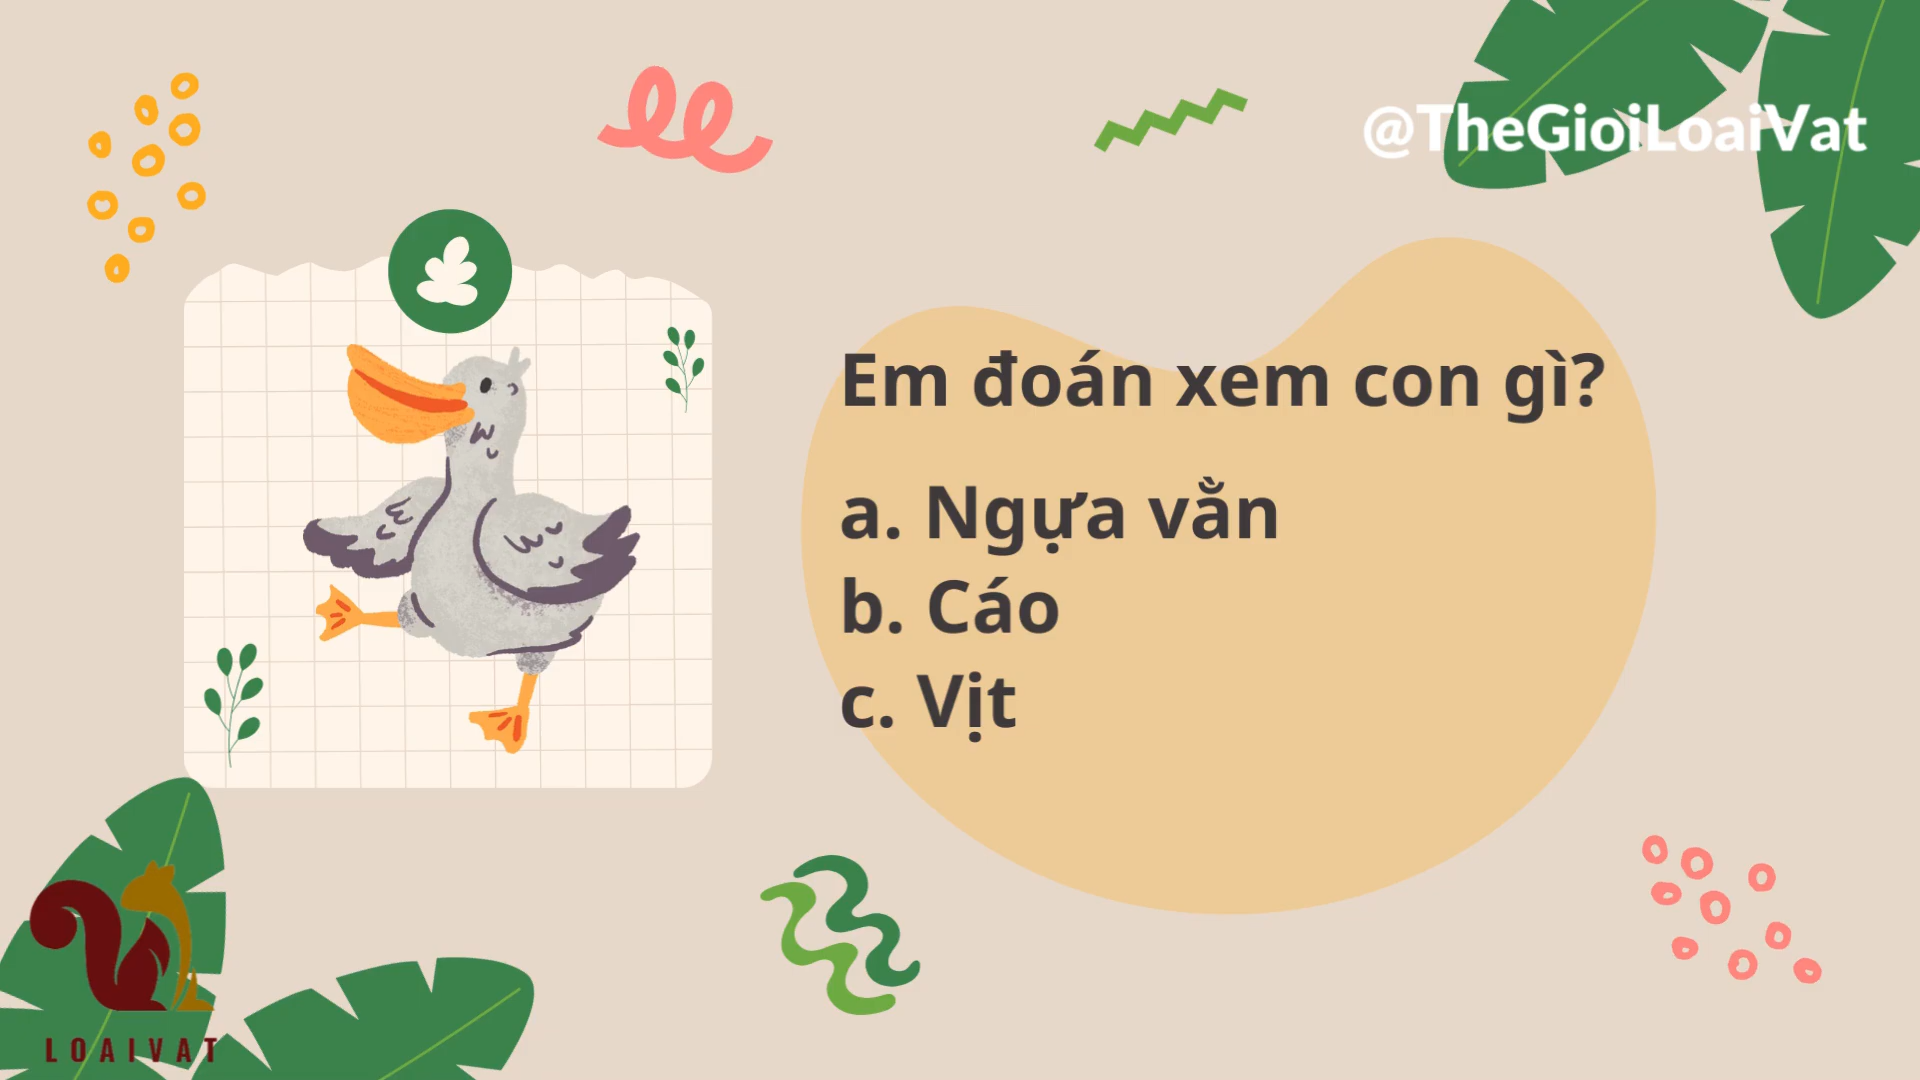 @TheGioiLoaiVat
Em đoán xem con gì?
a. Ngựa vằn
b. Cáo
c. Vịt
LOAIVAT